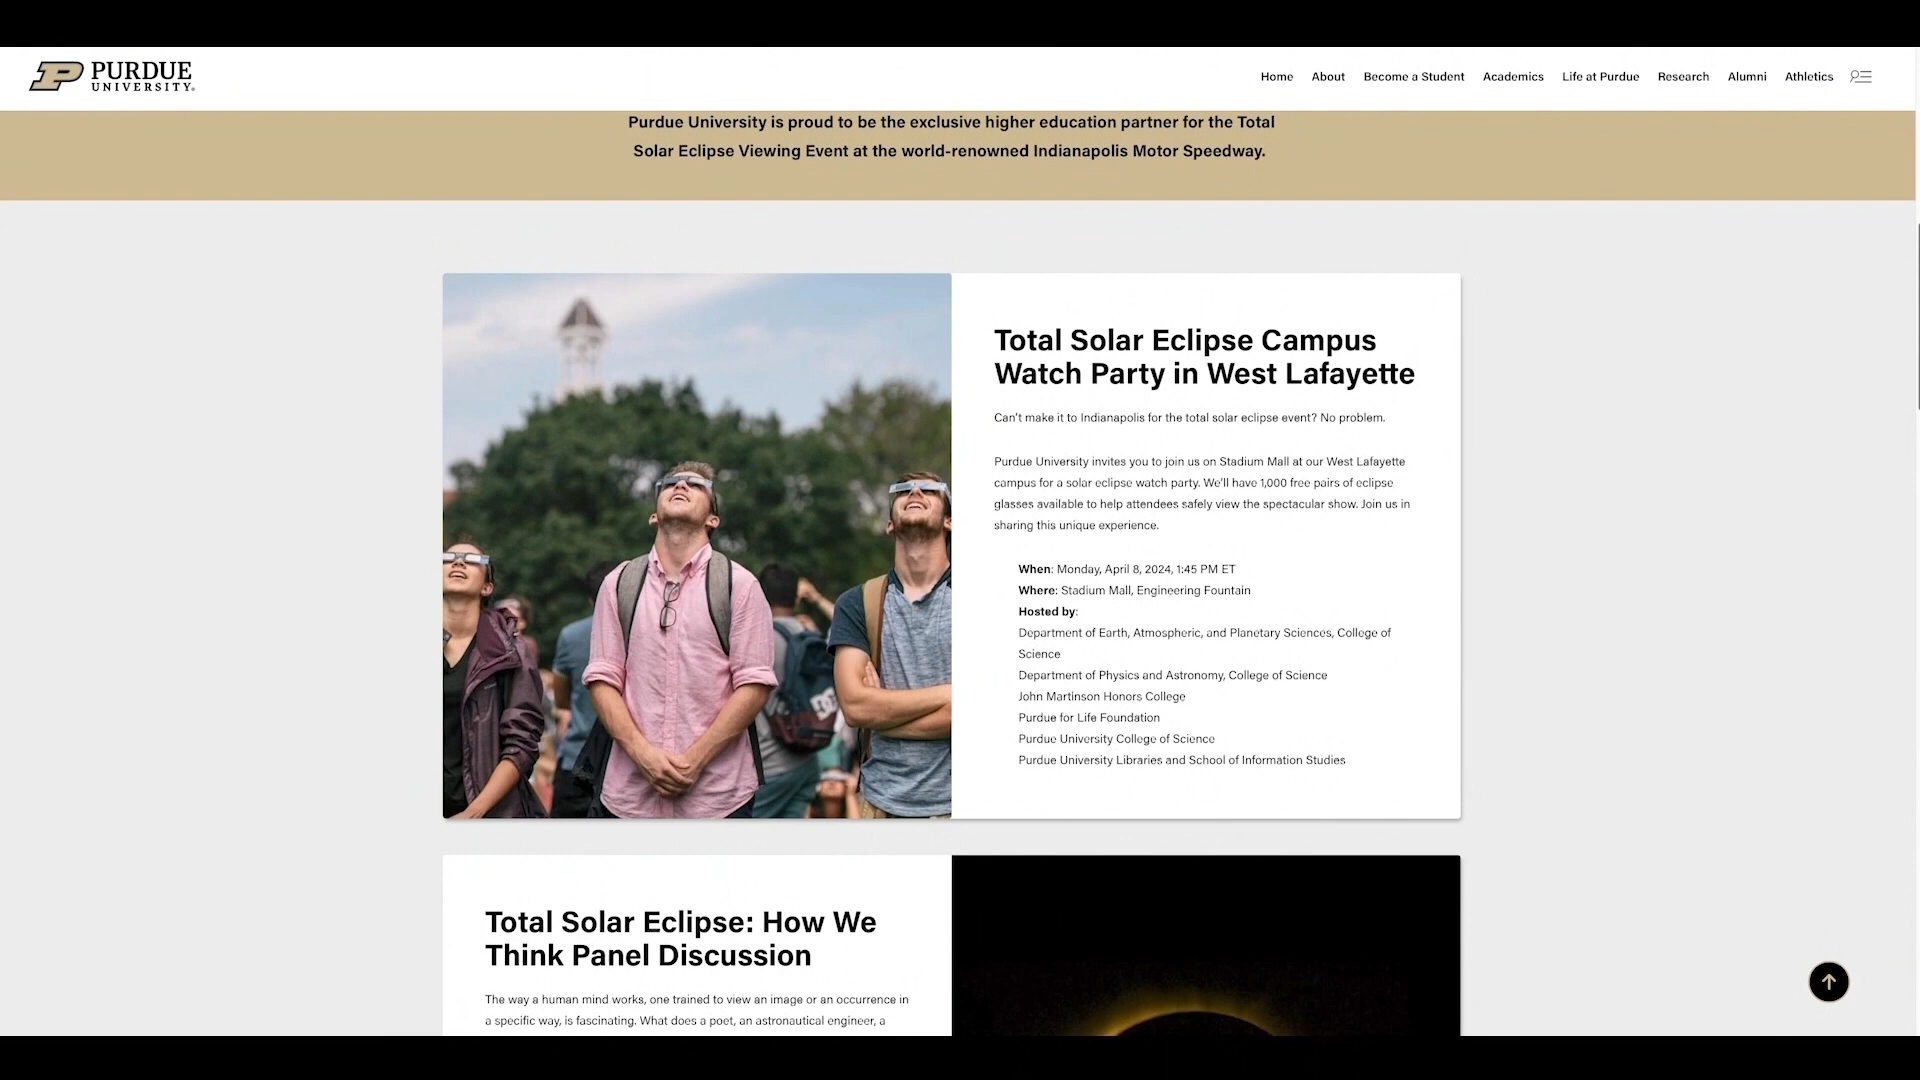 PURDUE
UNIVERSITY®
Home About Become a Student Academics Life at Purdue Research Alumni Athletics
Purdue University is proud to be the exclusive higher education partner for the Total
Solar Eclipse Viewing Event at the world-renowned Indianapolis Motor Speedway.
Total Solar Eclipse Campus
Watch Party in West Lafayette
Can't make it to Indianapolis for the total solar eclipse event? No problem.
Purdue University invites you to join us on Stadium Mall at our West Lafayette
campus for a solar eclipse watch party. We'll have 1,000 free pairs of eclipse
glasses available to help attendees safely view the spectacular show. Join us in
sharing this unique experience.
When: Monday, April 8, 2024, 1:45 PM ET
Where: Stadium Mall, Engineering Fountain
Hosted by:
Department of Earth, Atmospheric, and Planetary Sciences, College of
Science
Department of Physics and Astronomy, College of Science
John Martinson Honors College
Purdue for Life Foundation
Purdue University College of Science
Purdue University Libraries and School of Information Studies
Total Solar Eclipse: How We
Think Panel Discussion
The way a human mind works, one trained to view an image or an occurrence in
a specific way, is fascinating. What does a poet, an astronautical engineer, a